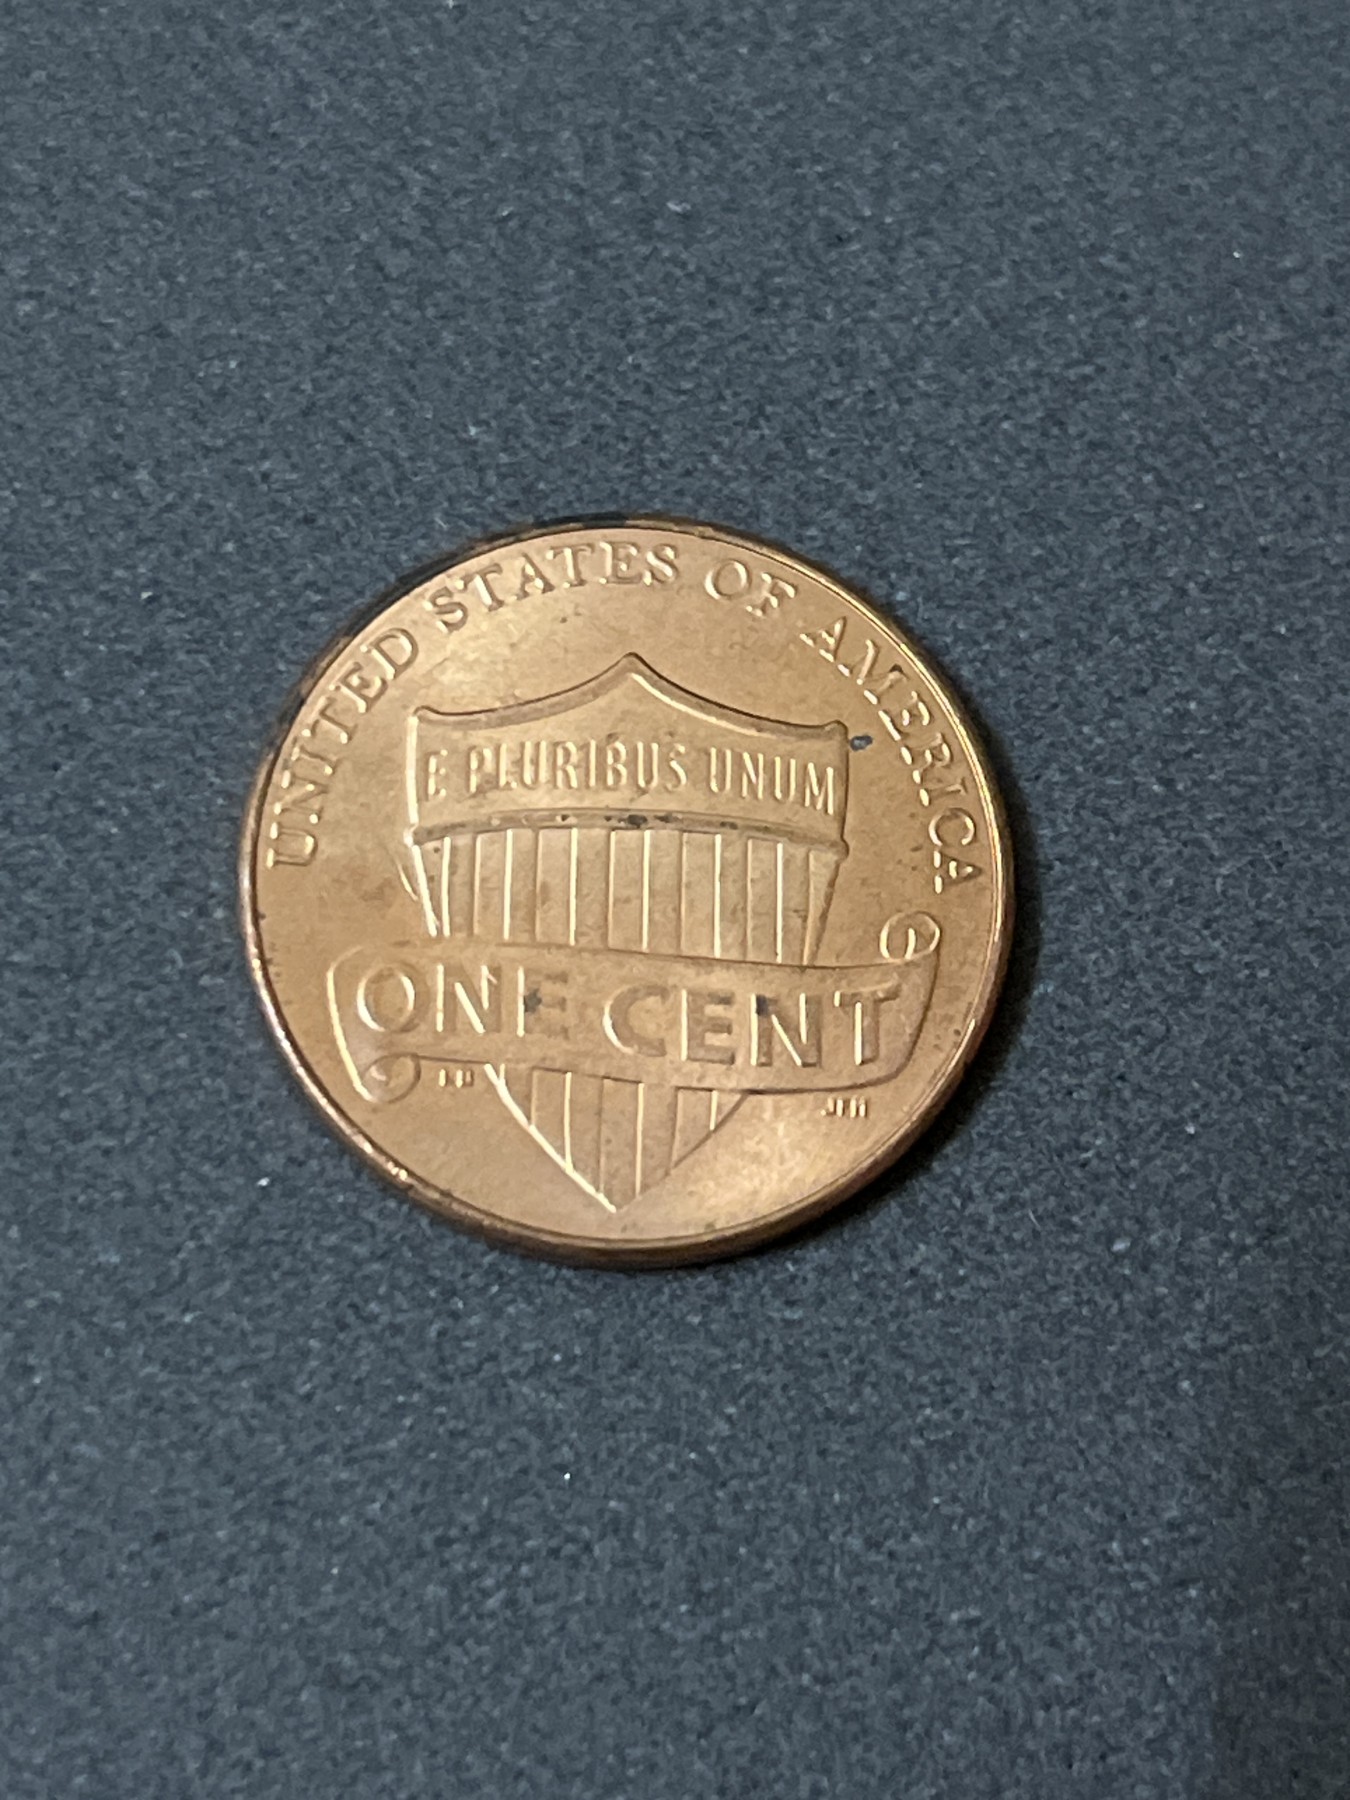 UNITED STATES OF AMERICA
E PLURIBUS UNUM
ONE CENT